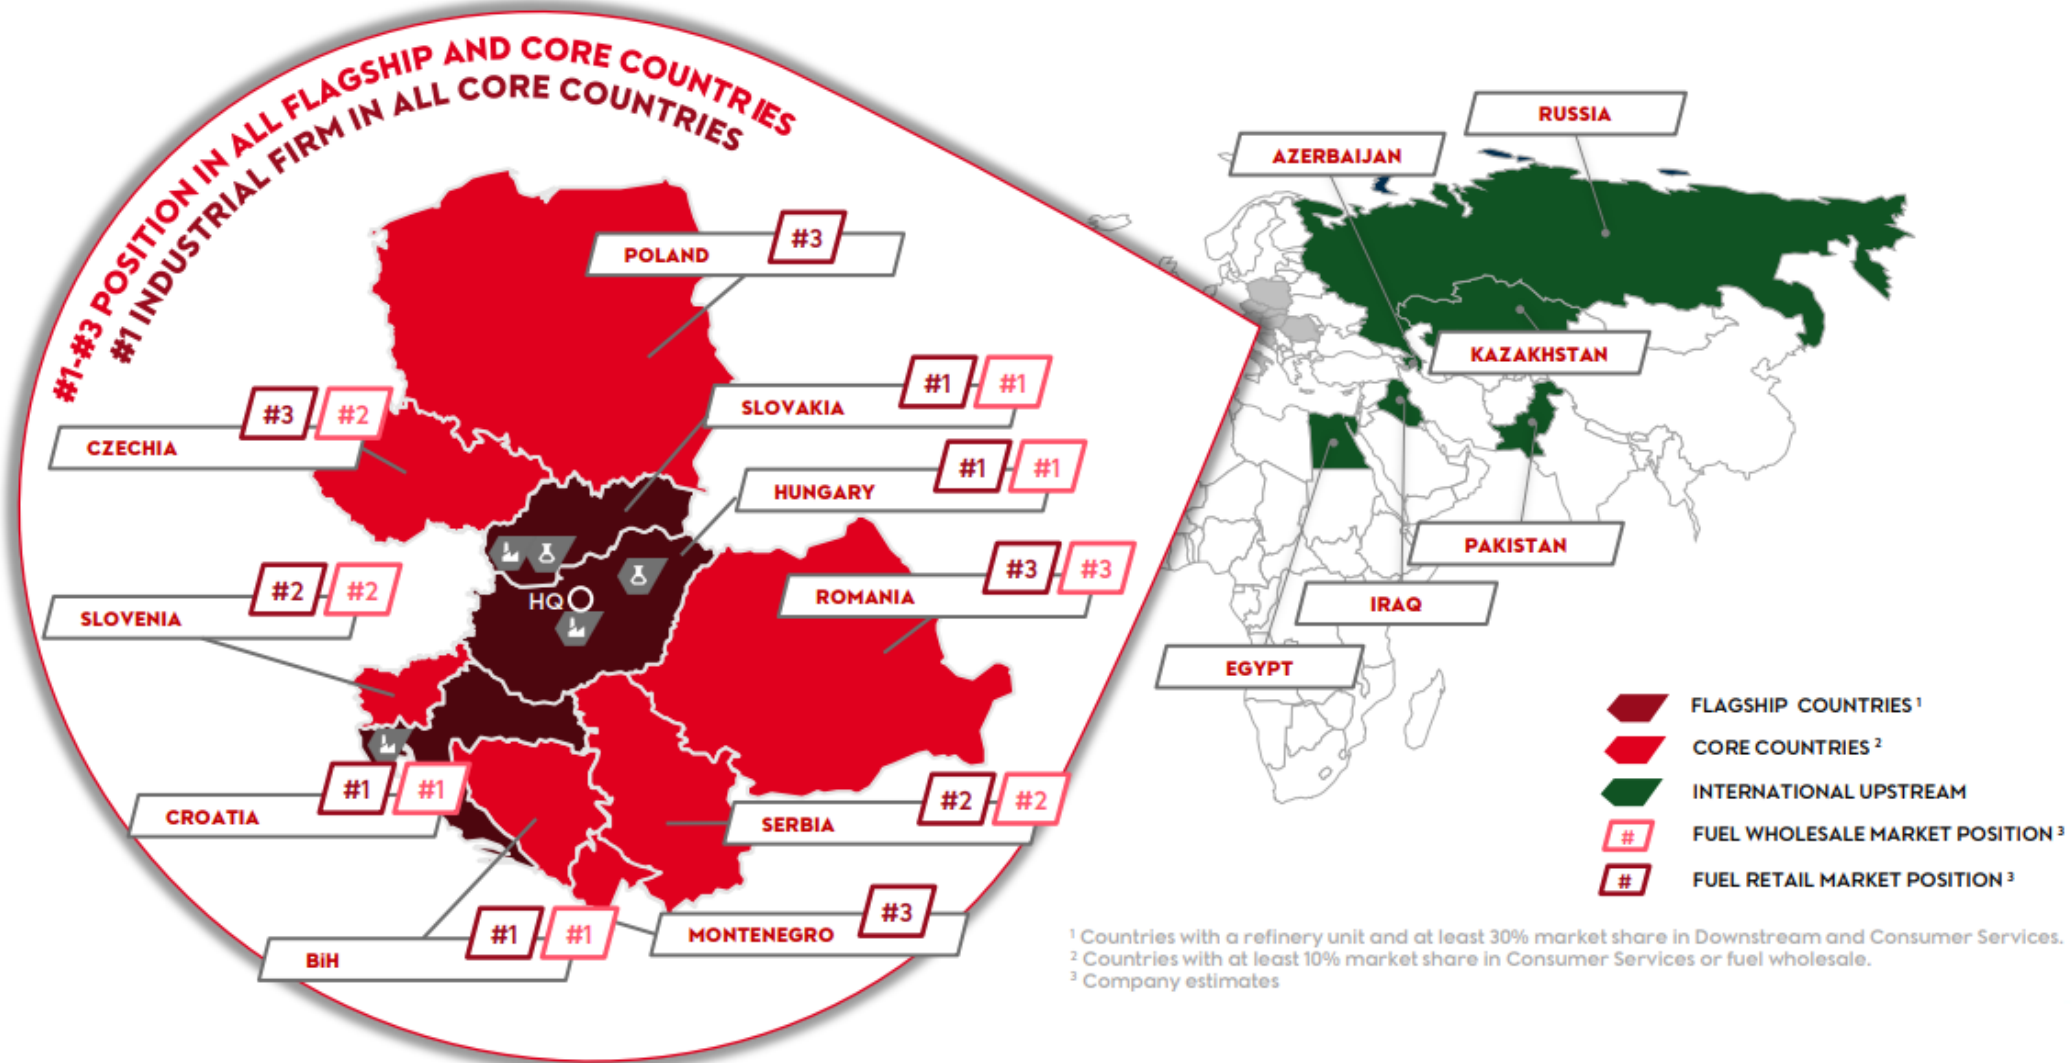 #1-#3 POSITION IN ALL FLAGSHIP AND CORE COUNTRIES
#1 INDUSTRIAL FIRM IN ALL CORE COUNTRIES
POLAND
#3
SLOVAKIA
#1
#1
CZECHIA
#3
#2
HUNGARY
#1
#1
ROMANIA
#3
#3
HQ
SLOVENIA
#2
#2
CROATIA
#1
#1
SERBIA
#2
#2
BiH
#1
#1
MONTENEGRO
#3
RUSSIA
AZERBAIJAN
KAZAKHSTAN
PAKISTAN
IRAQ
EGYPT
FLAGSHIP COUNTRIES ¹
CORE COUNTRIES ²
INTERNATIONAL UPSTREAM
# FUEL WHOLESALE MARKET POSITION ³
# FUEL RETAIL MARKET POSITION ³
¹ Countries with a refinery unit and at least 30% market share in Downstream and Consumer Services.
² Countries with at least 10% market share in Consumer Services or fuel wholesale.
³ Company estimates